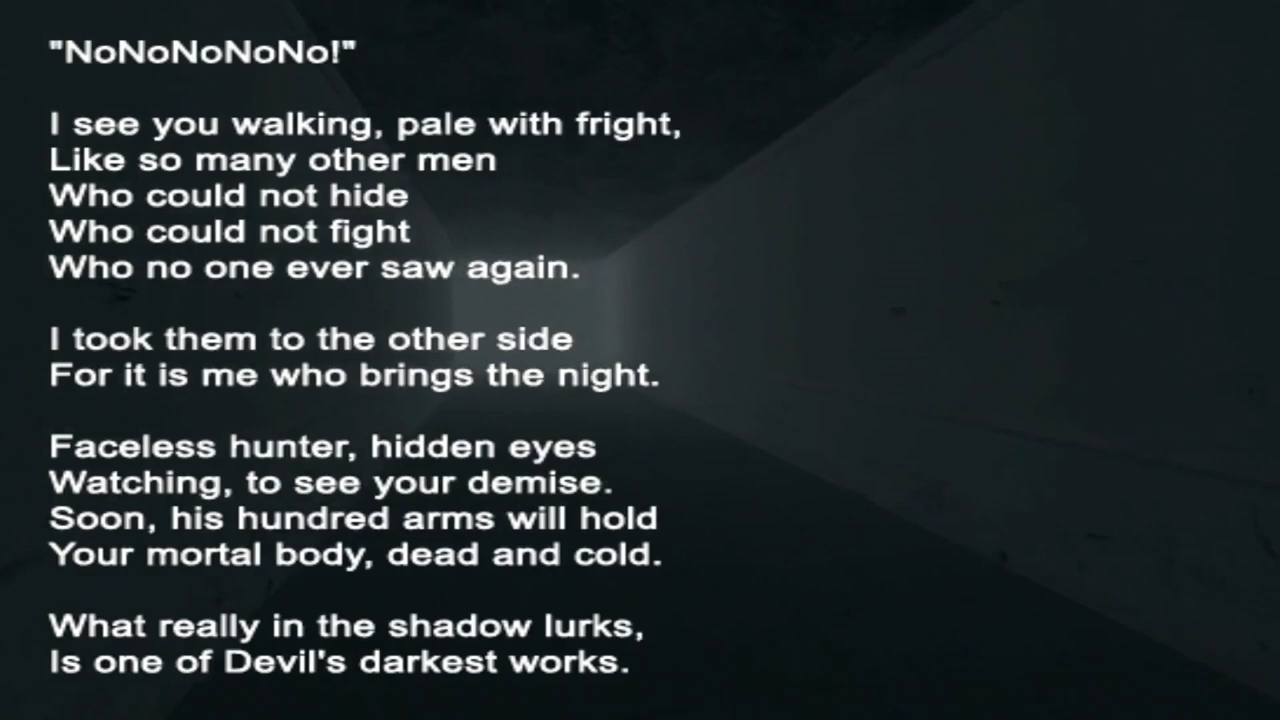 "NoNoNoNoNo!"
I see you walking, pale with fright,
Like so many other men
Who could not hide
Who could not fight
Who no one ever saw again.
I took them to the other side
For it is me who brings the night.
Faceless hunter, hidden eyes
Watching, to see your demise.
Soon, his hundred arms will hold
Your mortal body, dead and cold.
What really in the shadow lurks,
Is one of Devil's darkest works.